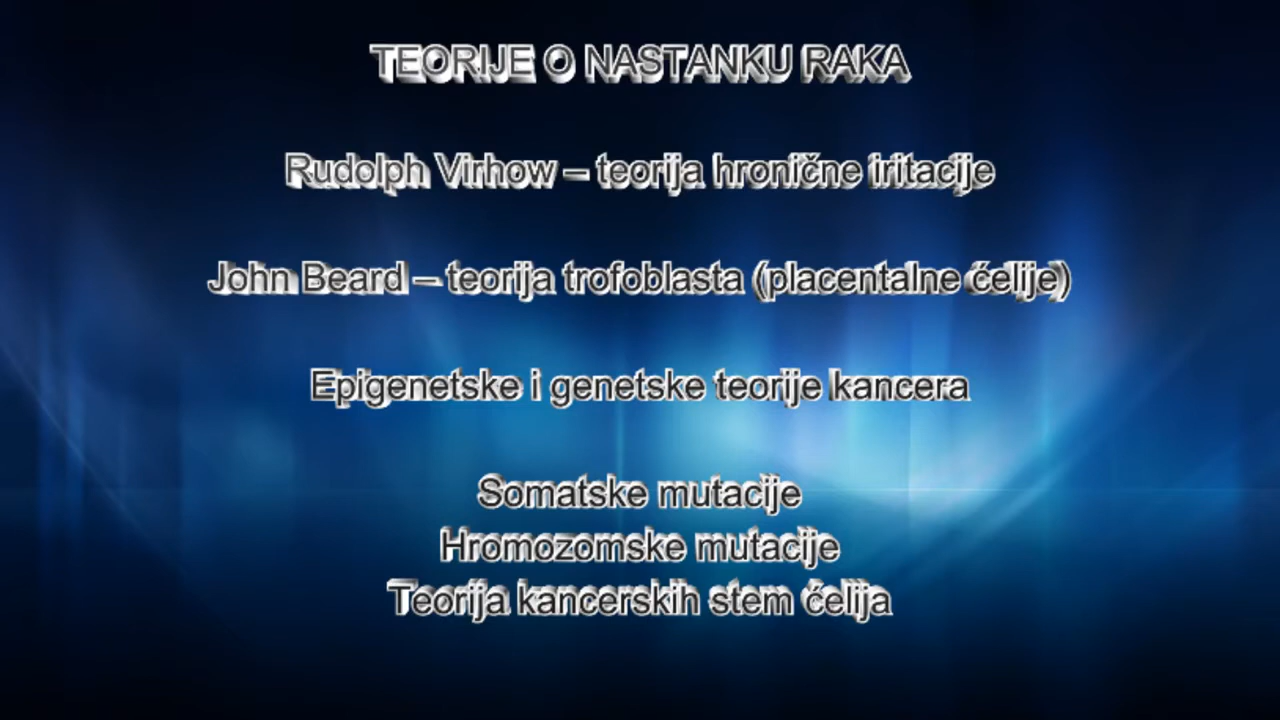 TEORIJE O NASTANKU RAKA
Rudolph Virhow – teorija hronične iritacije
John Beard – teorija trofoblasta (placentalne ćelije)
Epigenetske i genetske teorije kancera
Somatske mutacije
Hromozomske mutacije
Teorija kancerskih stem ćelija